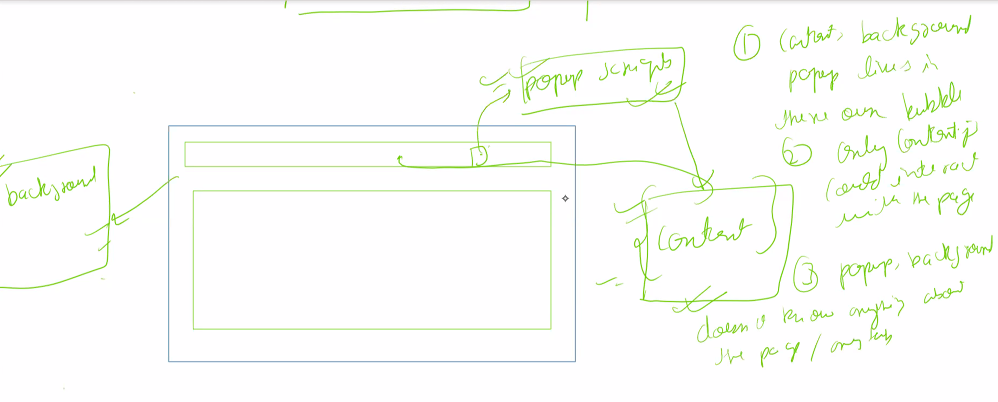 popup scripts
background
Content
① Content, background
popup lives in
there own bubble
② only Content.js
could interact
with the page
③ popup, background
doesn't know anything about
the page / any tab